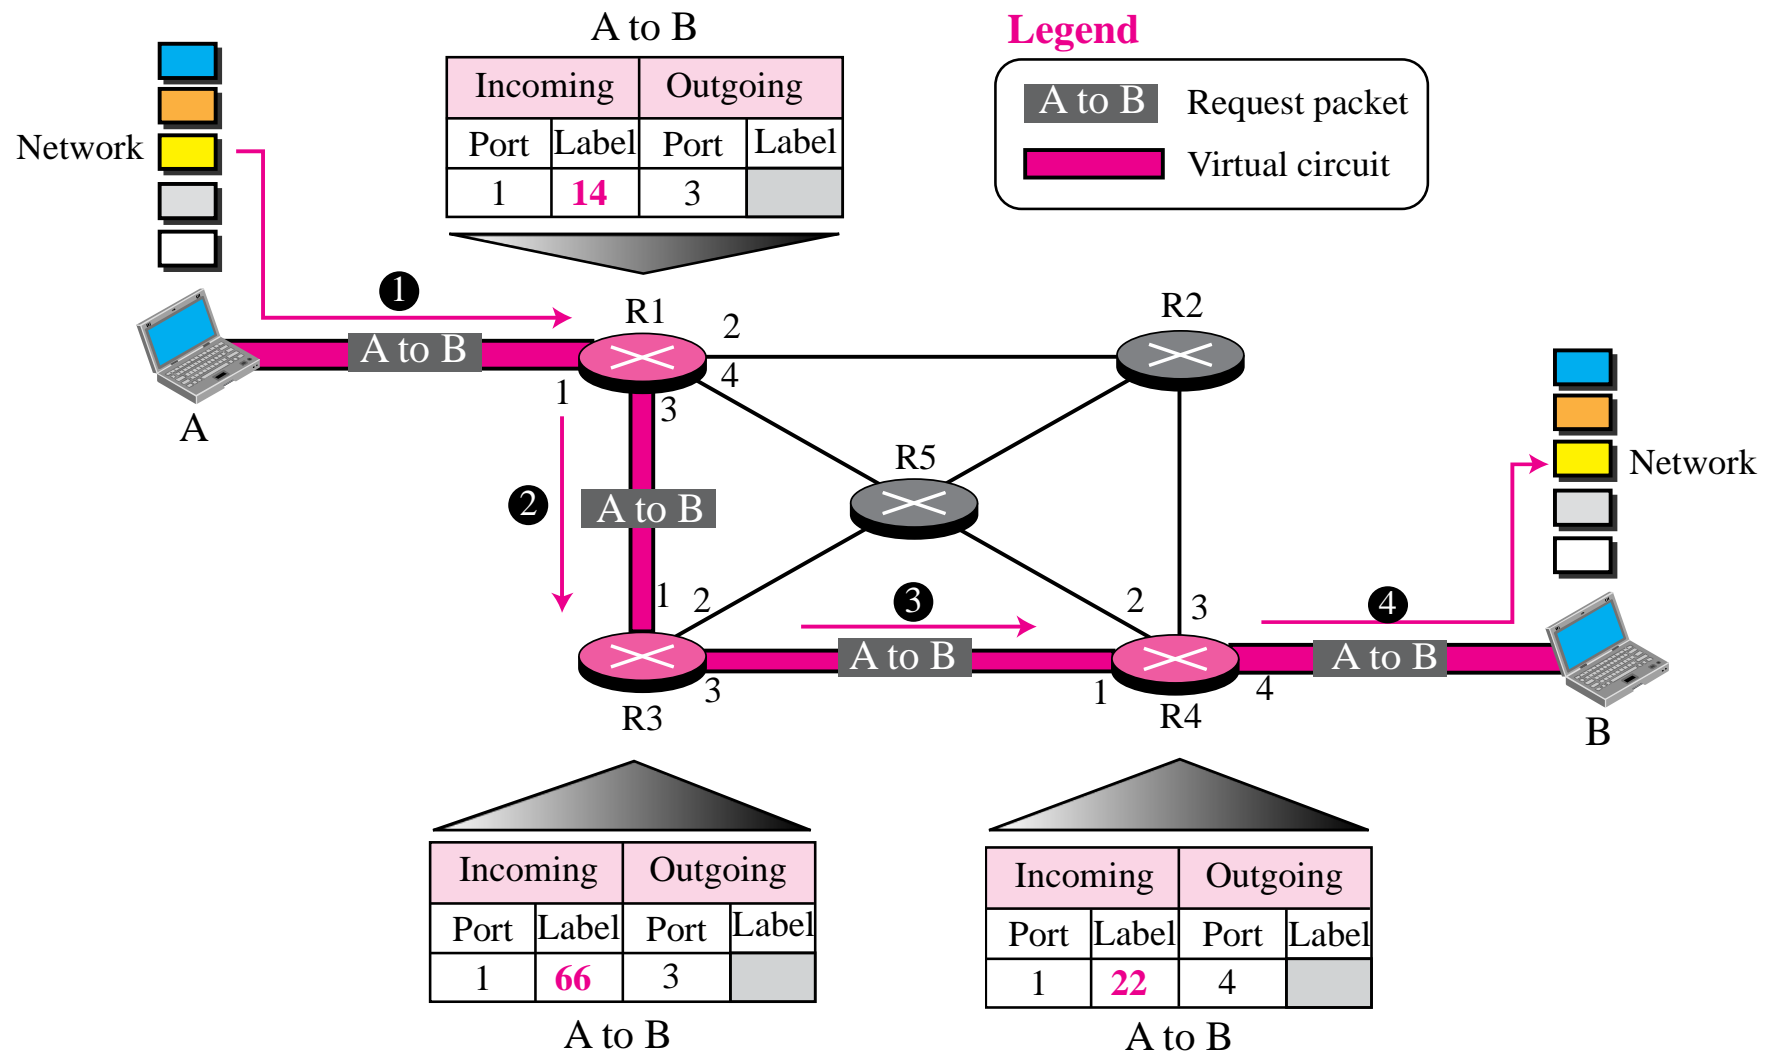 A to B
Legend
Incoming Outgoing
Port Label Port Label
1 14 3
A to B Request packet
Virtual circuit
Network
1
R1
R2
2
4
A to B
1
3
A
R5
Network
2
A to B
1
2
3
2
3
4
A to B
A to B
3
1
4
R3
R4
B
Incoming Outgoing
Port Label Port Label
1 66 3
A to B
Incoming Outgoing
Port Label Port Label
1 22 4
A to B